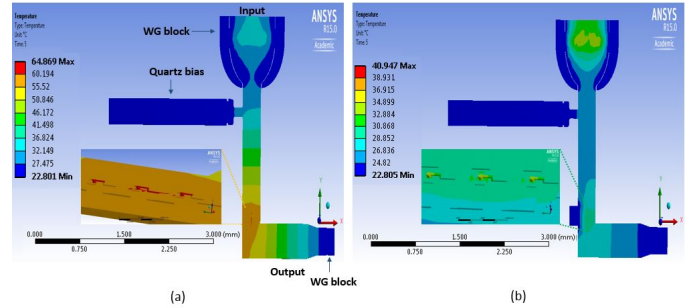 Temperature
Type: Temperature
Unit: °C
Time: 5
64.869 Max
60.194
55.52
50.846
46.172
41.498
36.824
32.149
27.475
22.801 Min
Input
WG block
Quartz bias
ANSYS
R15.0
Academic
0.000
1.500
3.000 (mm)
0.750
2.250
Output
WG block
(a)
Temperature
Type: Temperature
Unit: °C
Time: 5
40.947 Max
38.931
36.915
34.899
32.884
30.868
28.852
26.836
24.82
22.805 Min
ANSYS
R15.0
Academic
0.000
1.500
3.000 (mm)
0.750
2.250
(b)